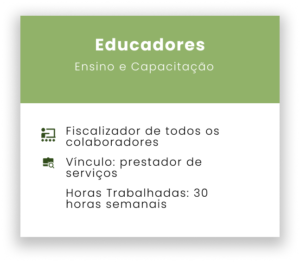 Educadores
Ensino e Capacitação
Fiscalizador de todos os
colaboradores
Vínculo: prestador de
serviços
Horas Trabalhadas: 30
horas semanais